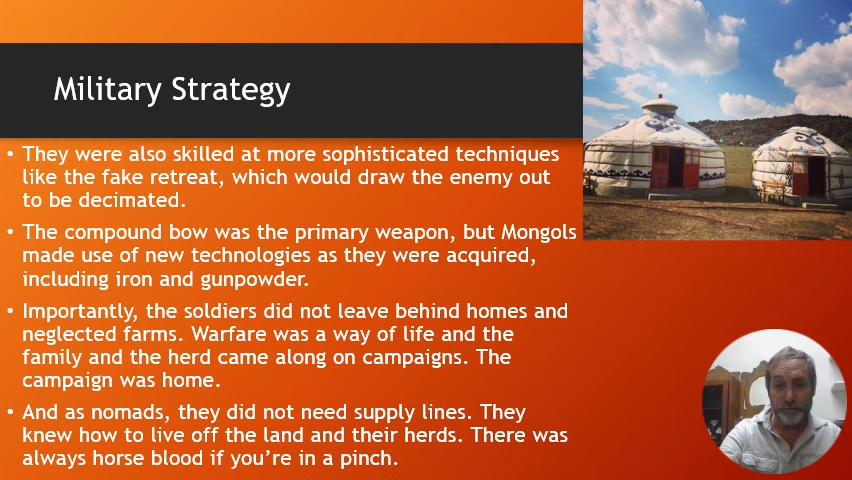 Military Strategy
• They were also skilled at more sophisticated techniques
like the fake retreat, which would draw the enemy out
to be decimated.
• The compound bow was the primary weapon, but Mongols
made use of new technologies as they were acquired,
including iron and gunpowder.
• Importantly, the soldiers did not leave behind homes and
neglected farms. Warfare was a way of life and the
family and the herd came along on campaigns. The
campaign was home.
• And as nomads, they did not need supply lines. They
knew how to live off the land and their herds. There was
always horse blood if you’re in a pinch.